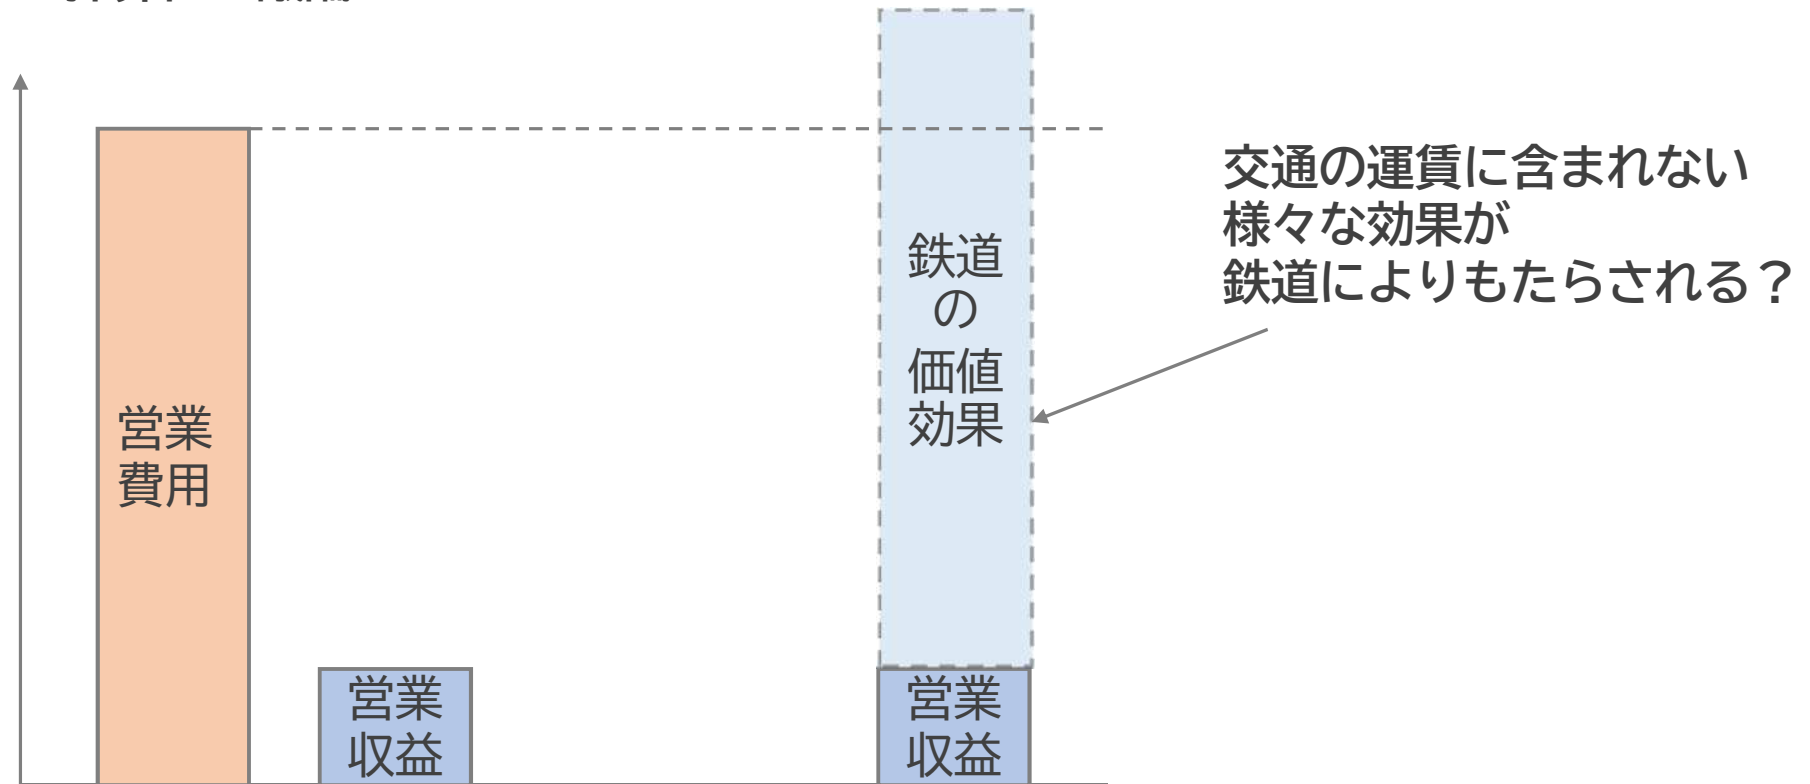 営業
費用
営業
収益
鉄道
の
価値
効果
営業
収益
交通の運賃に含まれない
様々な効果が
鉄道によりもたらされる？